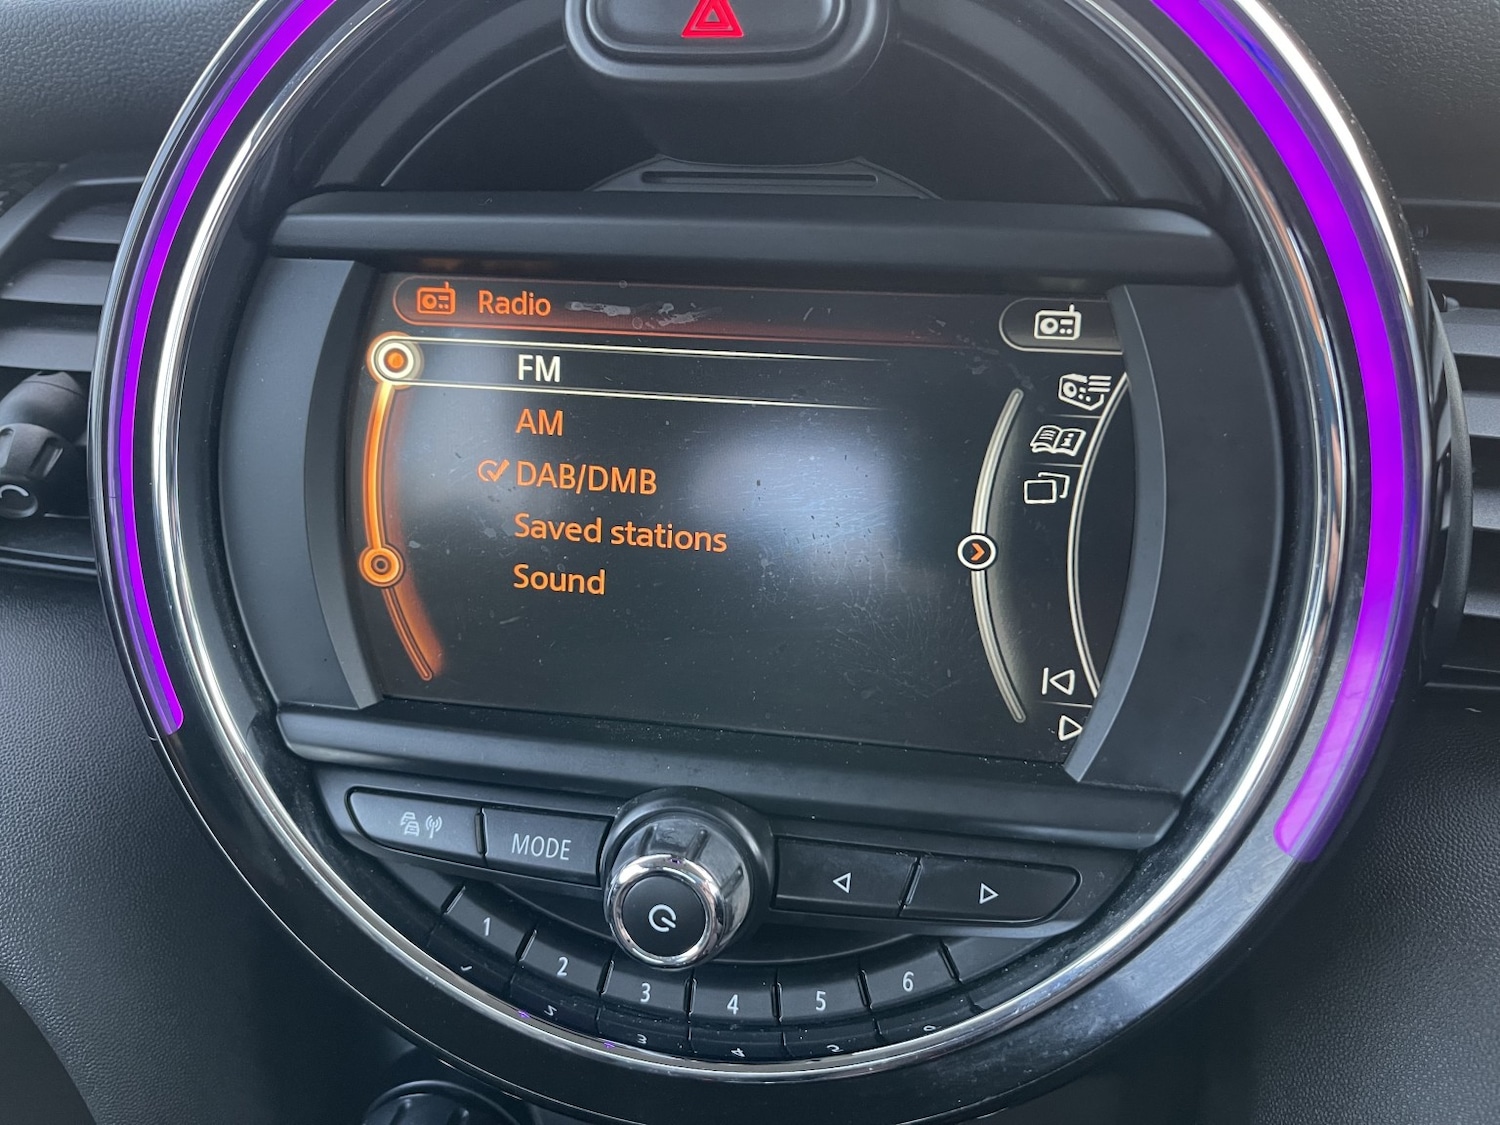 Radio
FM
AM
DAB/DMB
Saved stations
Sound
MODE
1
2
3
4
5
6